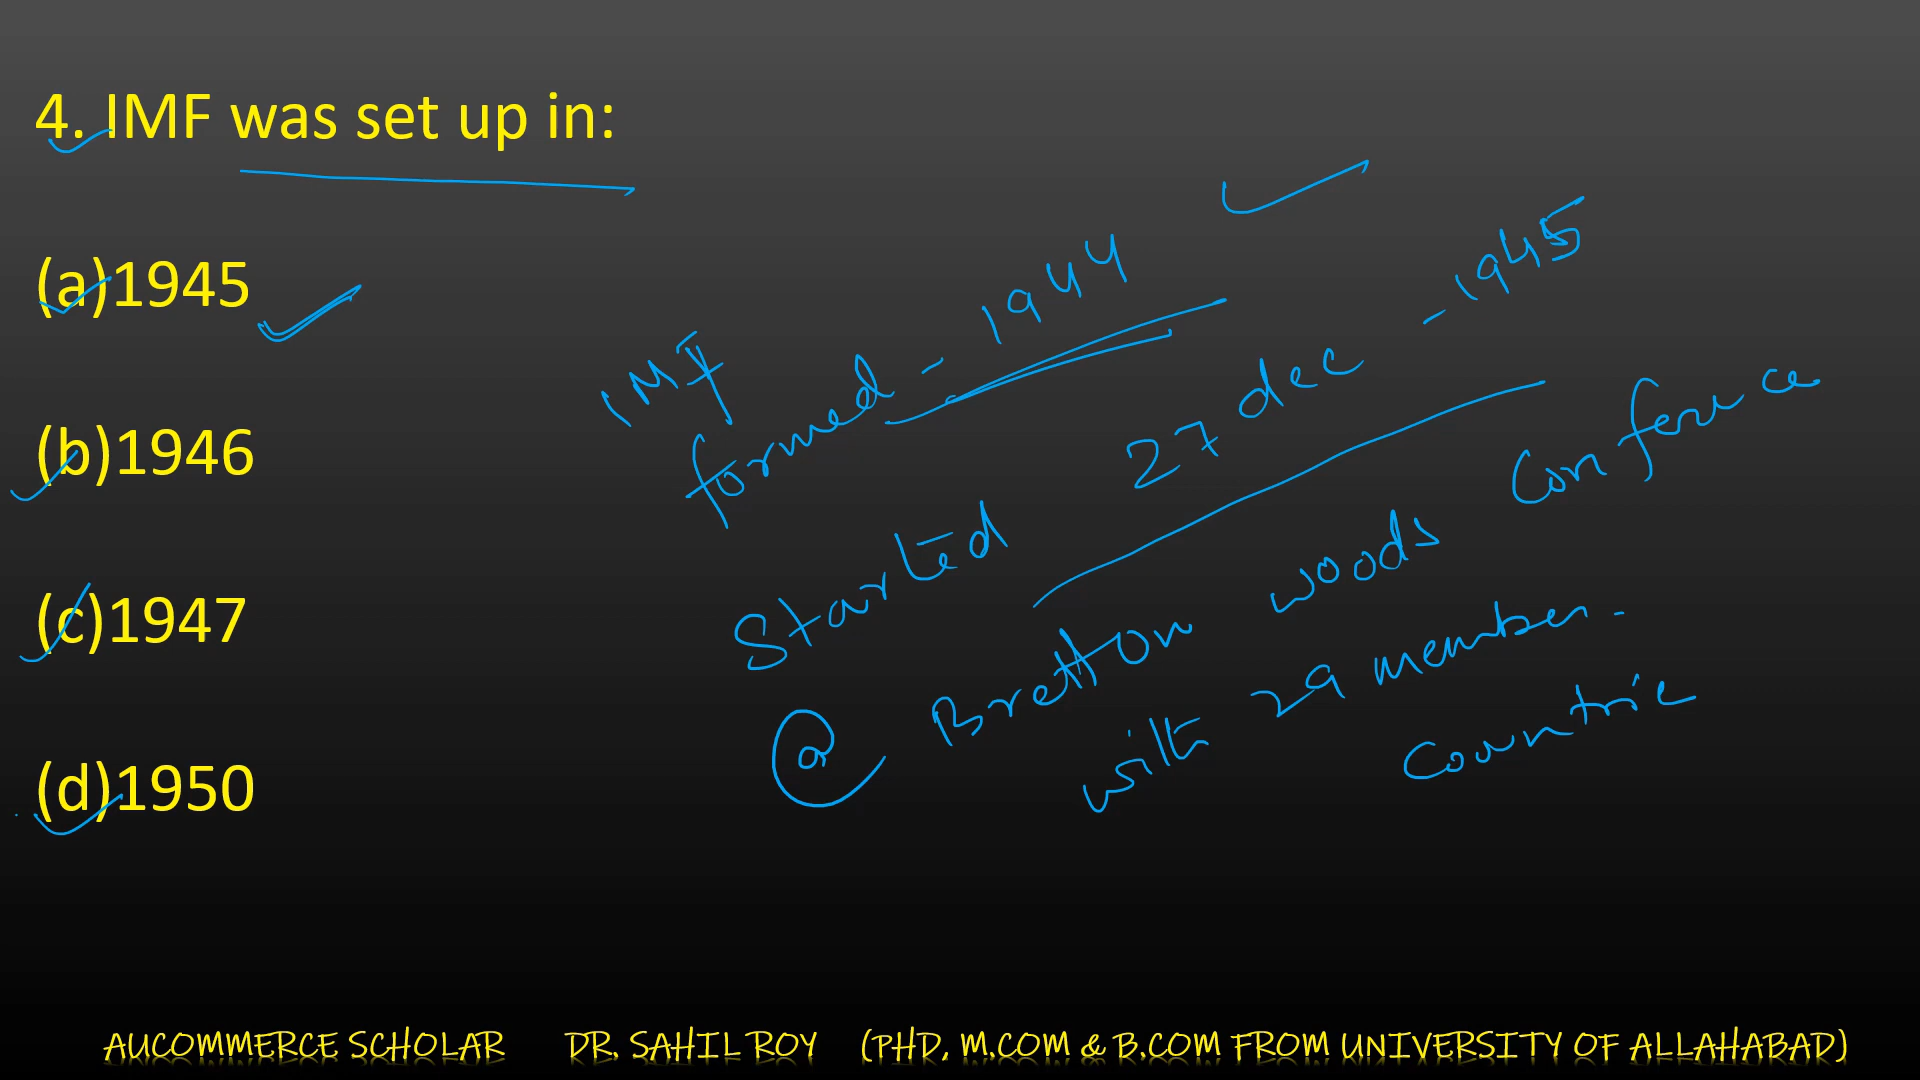 4. IMF was set up in:
(a)1945
(b)1946
(c)1947
(d)1950
IMF
formed - 1944
Started 27 dec - 1945
@ Bretton woods Conference
with 29 member
Countrie
AUCOMMERCE SCHOLAR DR. SAHIL ROY (PHD, M.COM & B.COM FROM UNIVERSITY OF ALLAHABAD)